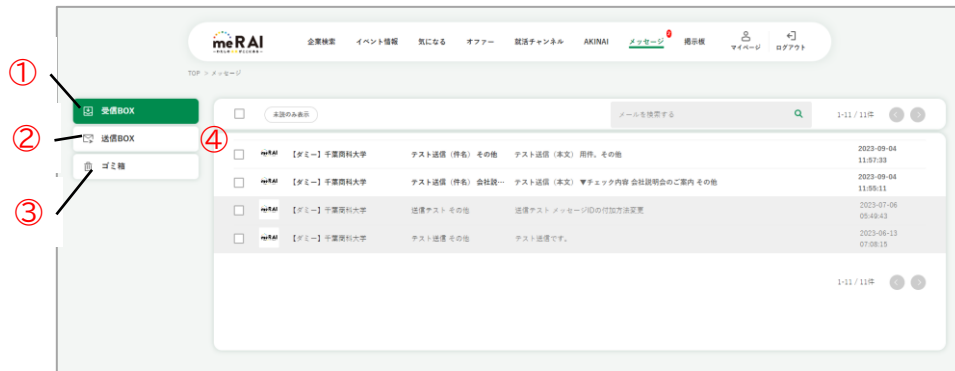 meRAI
企業検索 イベント情報 気になる オファー 就活チャンネル AKINAI メッセージ 掲示板 マイページ ログアウト
TOP > メッセージ
①
受信BOX
②
送信BOX
③
ゴミ箱
④
未読のみ表示 メールを検索する 1-11 / 11件
meRAI 【ダミー】千葉商科大学 テスト送信（件名） その他 テスト送信（本文） 用件。その他 2023-09-04
11:57:33
meRAI 【ダミー】千葉商科大学 テスト送信（件名） 会社説… テスト送信（本文） ▼チェック内容 会社説明会のご案内 その他 2023-09-04
11:55:11
meRAI 【ダミー】千葉商科大学 送信テスト その他 送信テスト メッセージIDの付加方法変更 2023-07-06
05:49:43
meRAI 【ダミー】千葉商科大学 テスト送信 その他 テスト送信です。 2023-06-13
07:08:15
1-11 / 11件